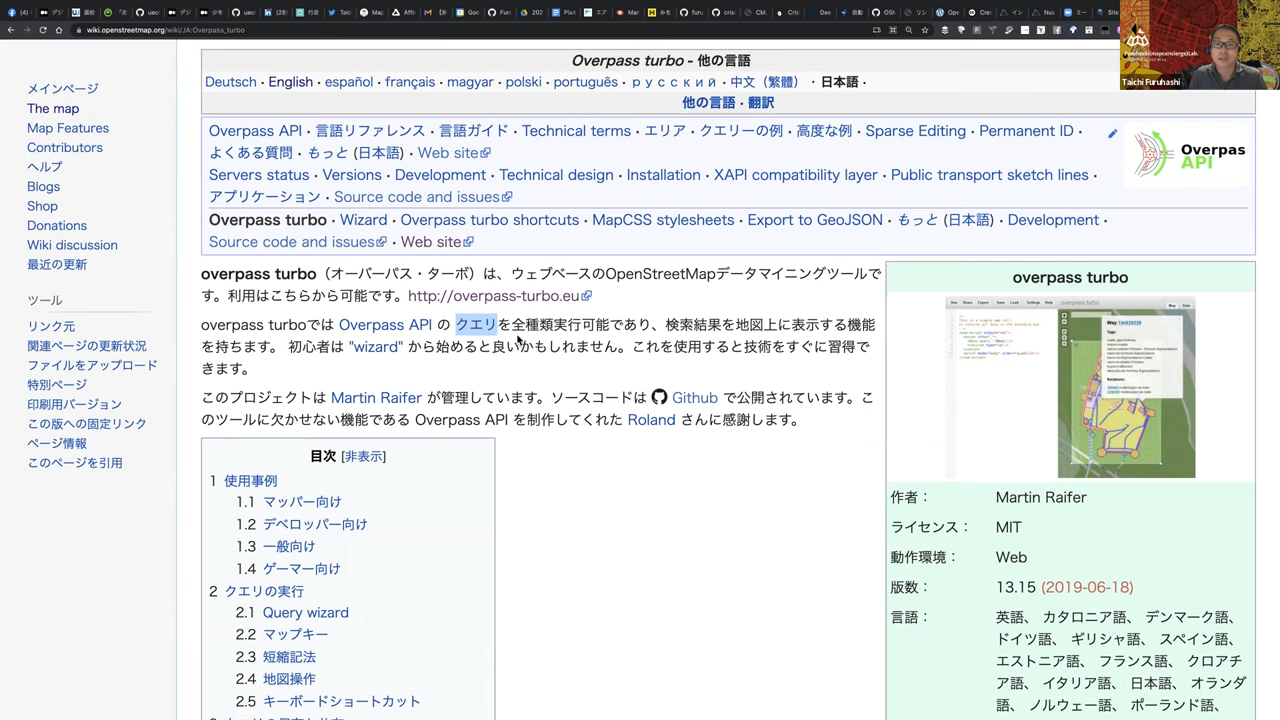 wiki.openstreetmap.org/wiki/JA:Overpass_turbo
Taichi Furuhashi
メインページ
The map
Map Features
Contributors
ヘルプ
Blogs
Shop
Donations
Wiki discussion
最近の更新
ツール
リンク元
関連ページの更新状況
ファイルをアップロード
特別ページ
印刷用バージョン
この版への固定リンク
ページ情報
このページを引用
Overpass turbo - 他の言語
Deutsch · English · español · français · magyar · polski · português · русский · 中文（繁體） · 日本語 ·
他の言語 · 翻訳
Overpass API · 言語リファレンス · 言語ガイド · Technical terms · エリア · クエリーの例 · 高度な例 · Sparse Editing · Permanent ID ·
よくある質問 · もっと (日本語) · Web site
Servers status · Versions · Development · Technical design · Installation · XAPI compatibility layer · Public transport sketch lines ·
アプリケーション · Source code and issues
Overpass turbo · Wizard · Overpass turbo shortcuts · MapCSS stylesheets · Export to GeoJSON · もっと (日本語) · Development ·
Source code and issues · Web site
Overpas
API
overpass turbo（オーバーパス・ターボ）は、ウェブベースのOpenStreetMapデータマイニングツールで
す。利用はこちらから可能です。http://overpass-turbo.eu
overpass turboでは Overpass API の クエリを全種類実行可能であり、検索結果を地図上に表示する機能
を持ちます。初心者は "wizard" から始めると良いかもしれません。これを使用すると技術をすぐに習得で
きます。
このプロジェクトは Martin Raifer が管理しています。ソースコードは Github で公開されています。こ
のツールに欠かせない機能である Overpass API を制作してくれた Roland さんに感謝します。
目次 [非表示]
1 使用事例
1.1 マッパー向け
1.2 デベロッパー向け
1.3 一般向け
1.4 ゲーマー向け
2 クエリの実行
2.1 Query wizard
2.2 マップキー
2.3 短縮記法
2.4 地図操作
2.5 キーボードショートカット
overpass turbo
作者：
Martin Raifer
ライセンス：
MIT
動作環境：
Web
版数：
13.15 (2019-06-18)
言語：
英語、 カタロニア語、 デンマーク語、
ドイツ語、 ギリシャ語、 スペイン語、
エストニア語、 フランス語、 クロアチ
ア語、 イタリア語、 日本語、 オランダ
語、 ノルウェー語、 ポーランド語、